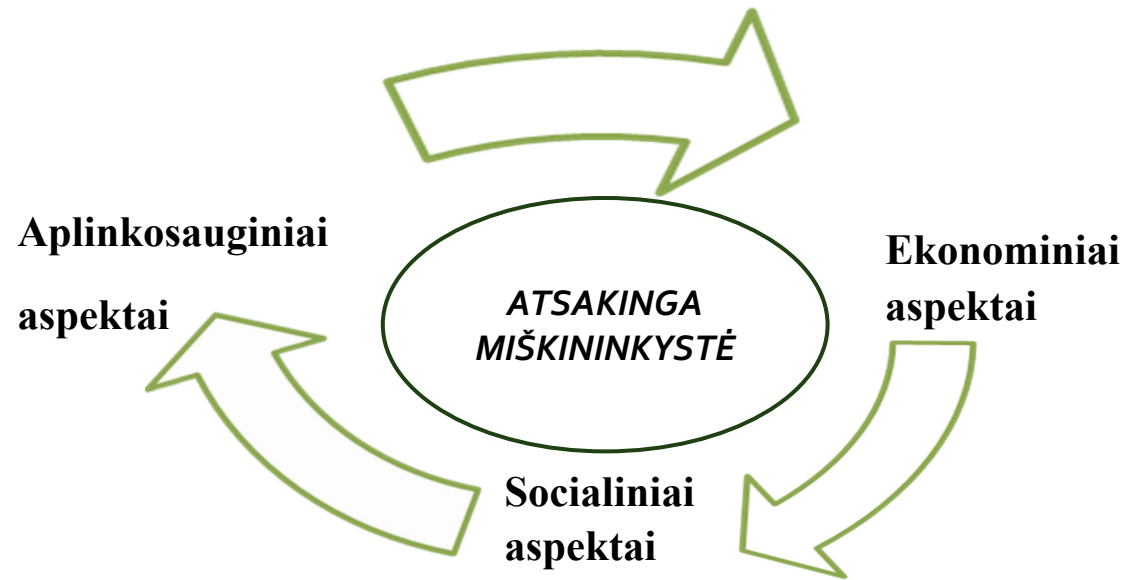 Aplinkosauginiai
aspektai
ATSAKINGA
MIŠKININKYSTĖ
Ekonominiai
aspektai
Socialiniai
aspektai